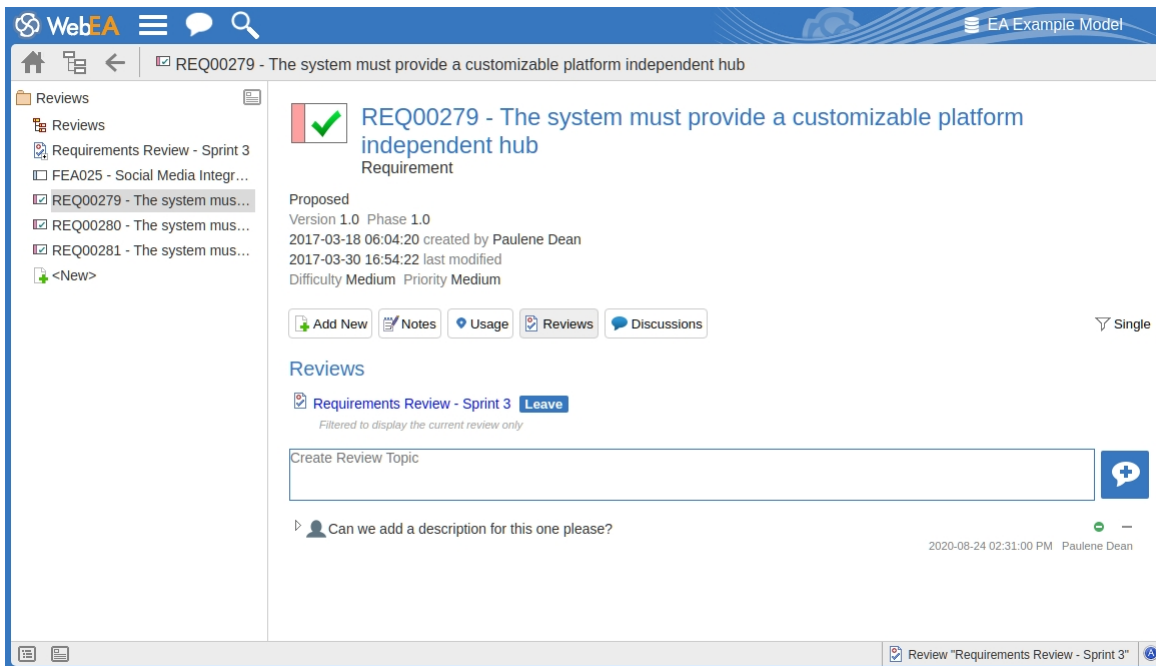 WebEA
EA Example Model
REQ00279 - The system must provide a customizable platform independent hub
Reviews
Reviews
Requirements Review - Sprint 3
FEA025 - Social Media Integr...
REQ00279 - The system mus...
REQ00280 - The system mus...
REQ00281 - The system mus...
<New>
REQ00279 - The system must provide a customizable platform
independent hub
Requirement
Proposed
Version 1.0 Phase 1.0
2017-03-18 06:04:20 created by Paulene Dean
2017-03-30 16:54:22 last modified
Difficulty Medium Priority Medium
Add New Notes Usage Reviews Discussions Single
Reviews
Requirements Review - Sprint 3 Leave
Filtered to display the current review only
Create Review Topic
Can we add a description for this one please?
2020-08-24 02:31:00 PM Paulene Dean
Review "Requirements Review - Sprint 3" A